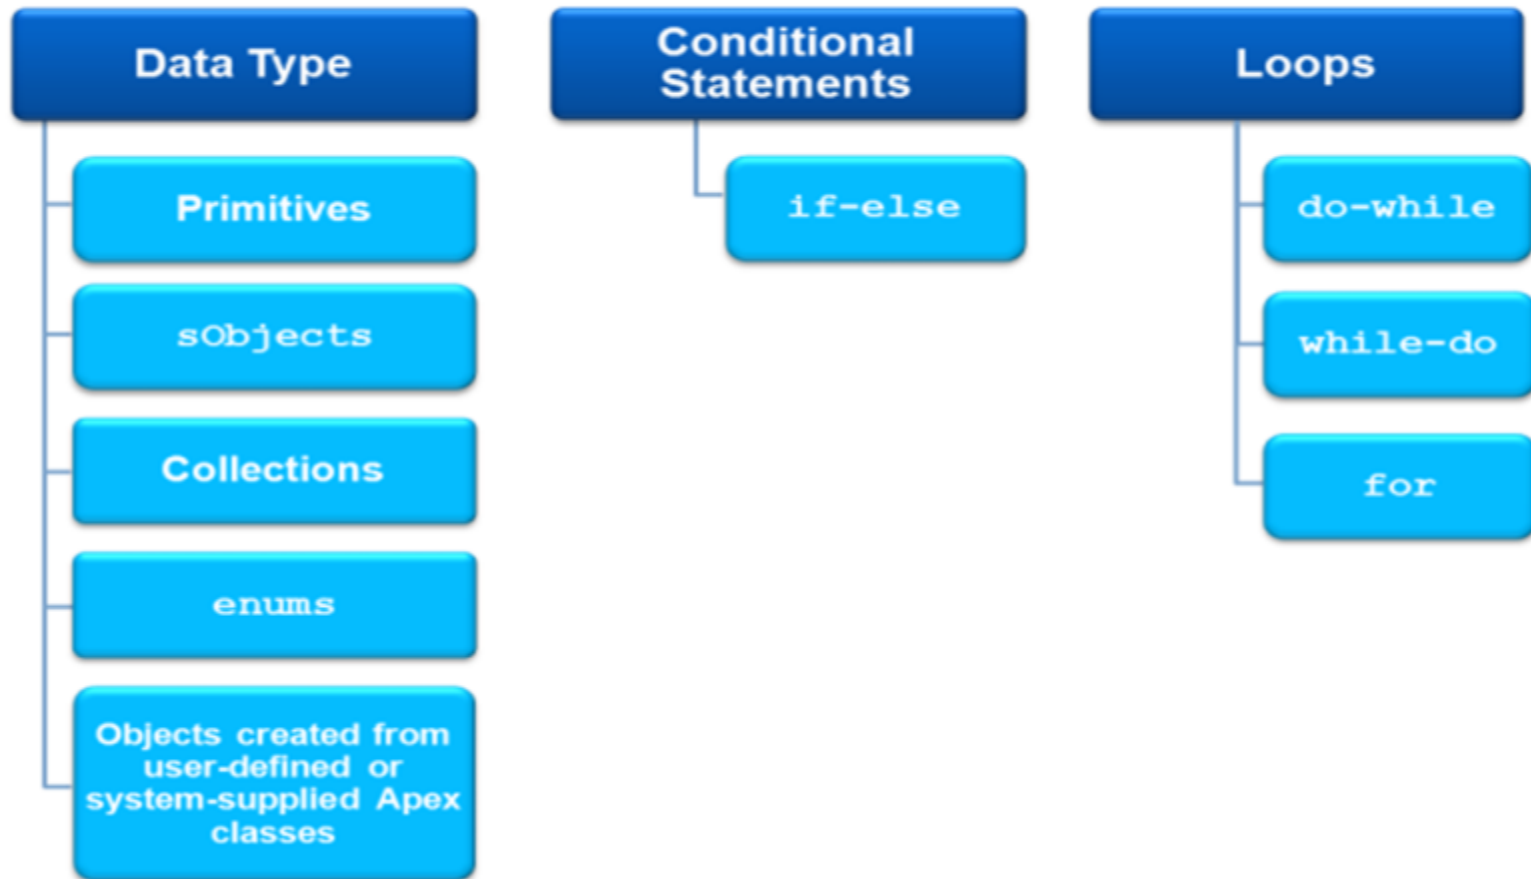 Data Type
Primitives
sObjects
Collections
enums
Objects created from
user-defined or
system-supplied Apex
classes
Conditional
Statements
if-else
Loops
do-while
while-do
for